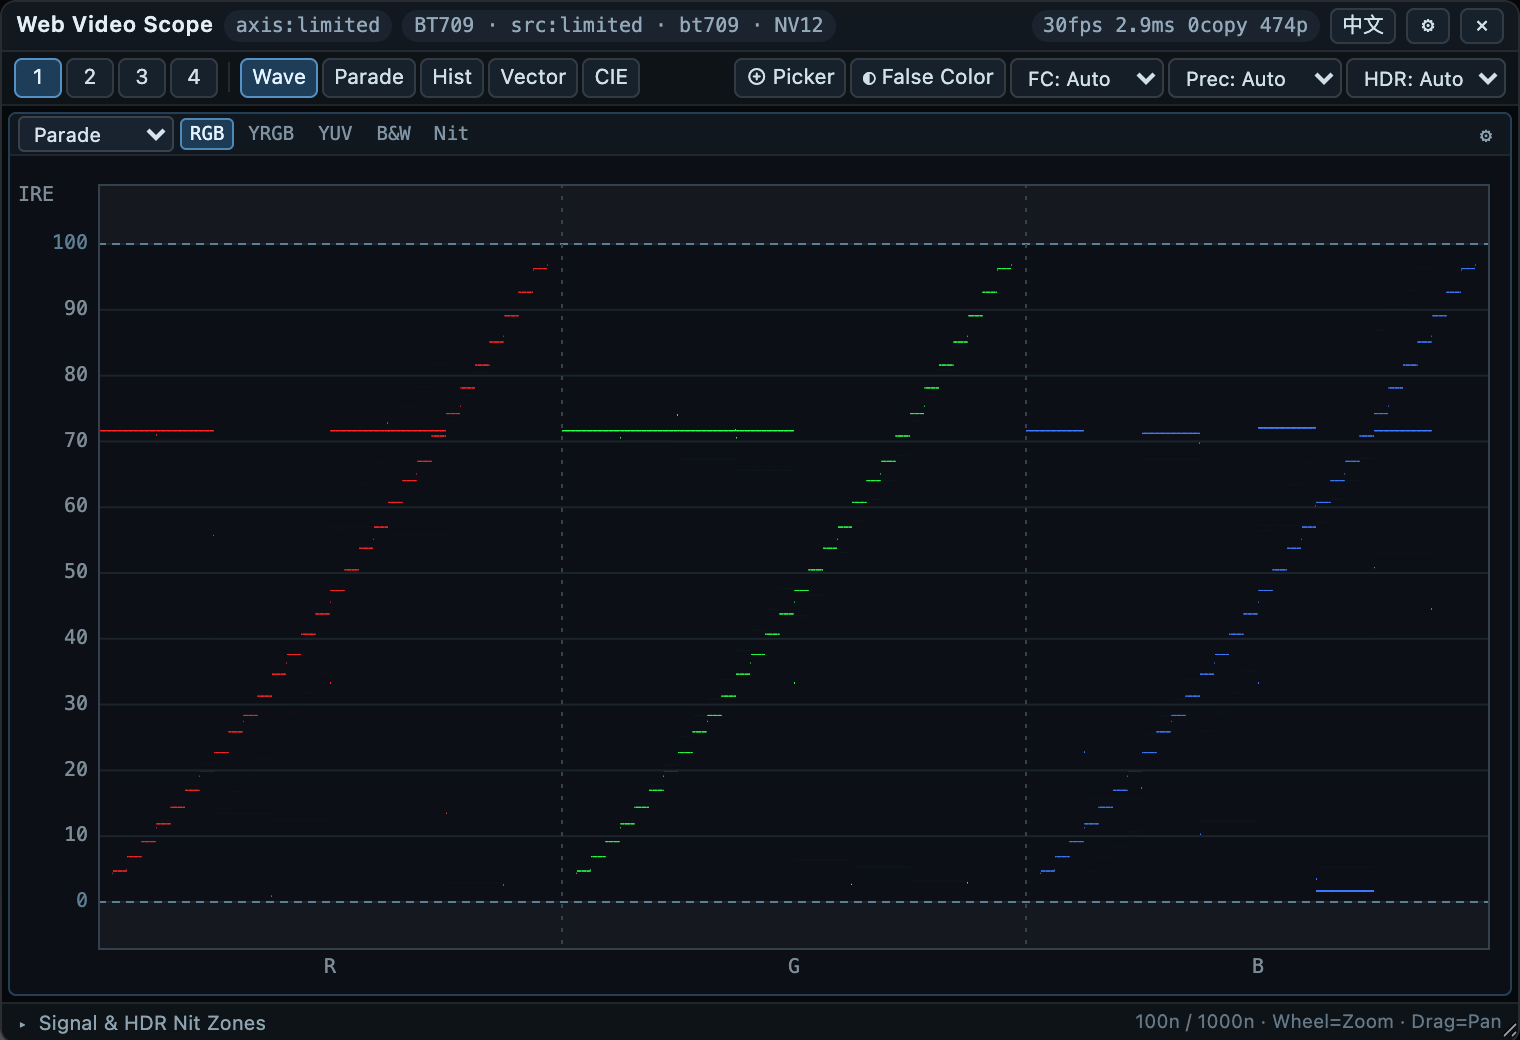 Web Video Scope axis:limited BT709 · src:limited · bt709 · NV12 30fps 2.9ms 0copy 474p 中文
1 2 3 4 Wave Parade Hist Vector CIE Picker False Color FC: Auto Prec: Auto HDR: Auto
Parade RGB YRGB YUV B&W Nit
IRE
100
90
80
70
60
50
40
30
20
10
0
R G B
Signal & HDR Nit Zones 100n / 1000n · Wheel=Zoom · Drag=Pan